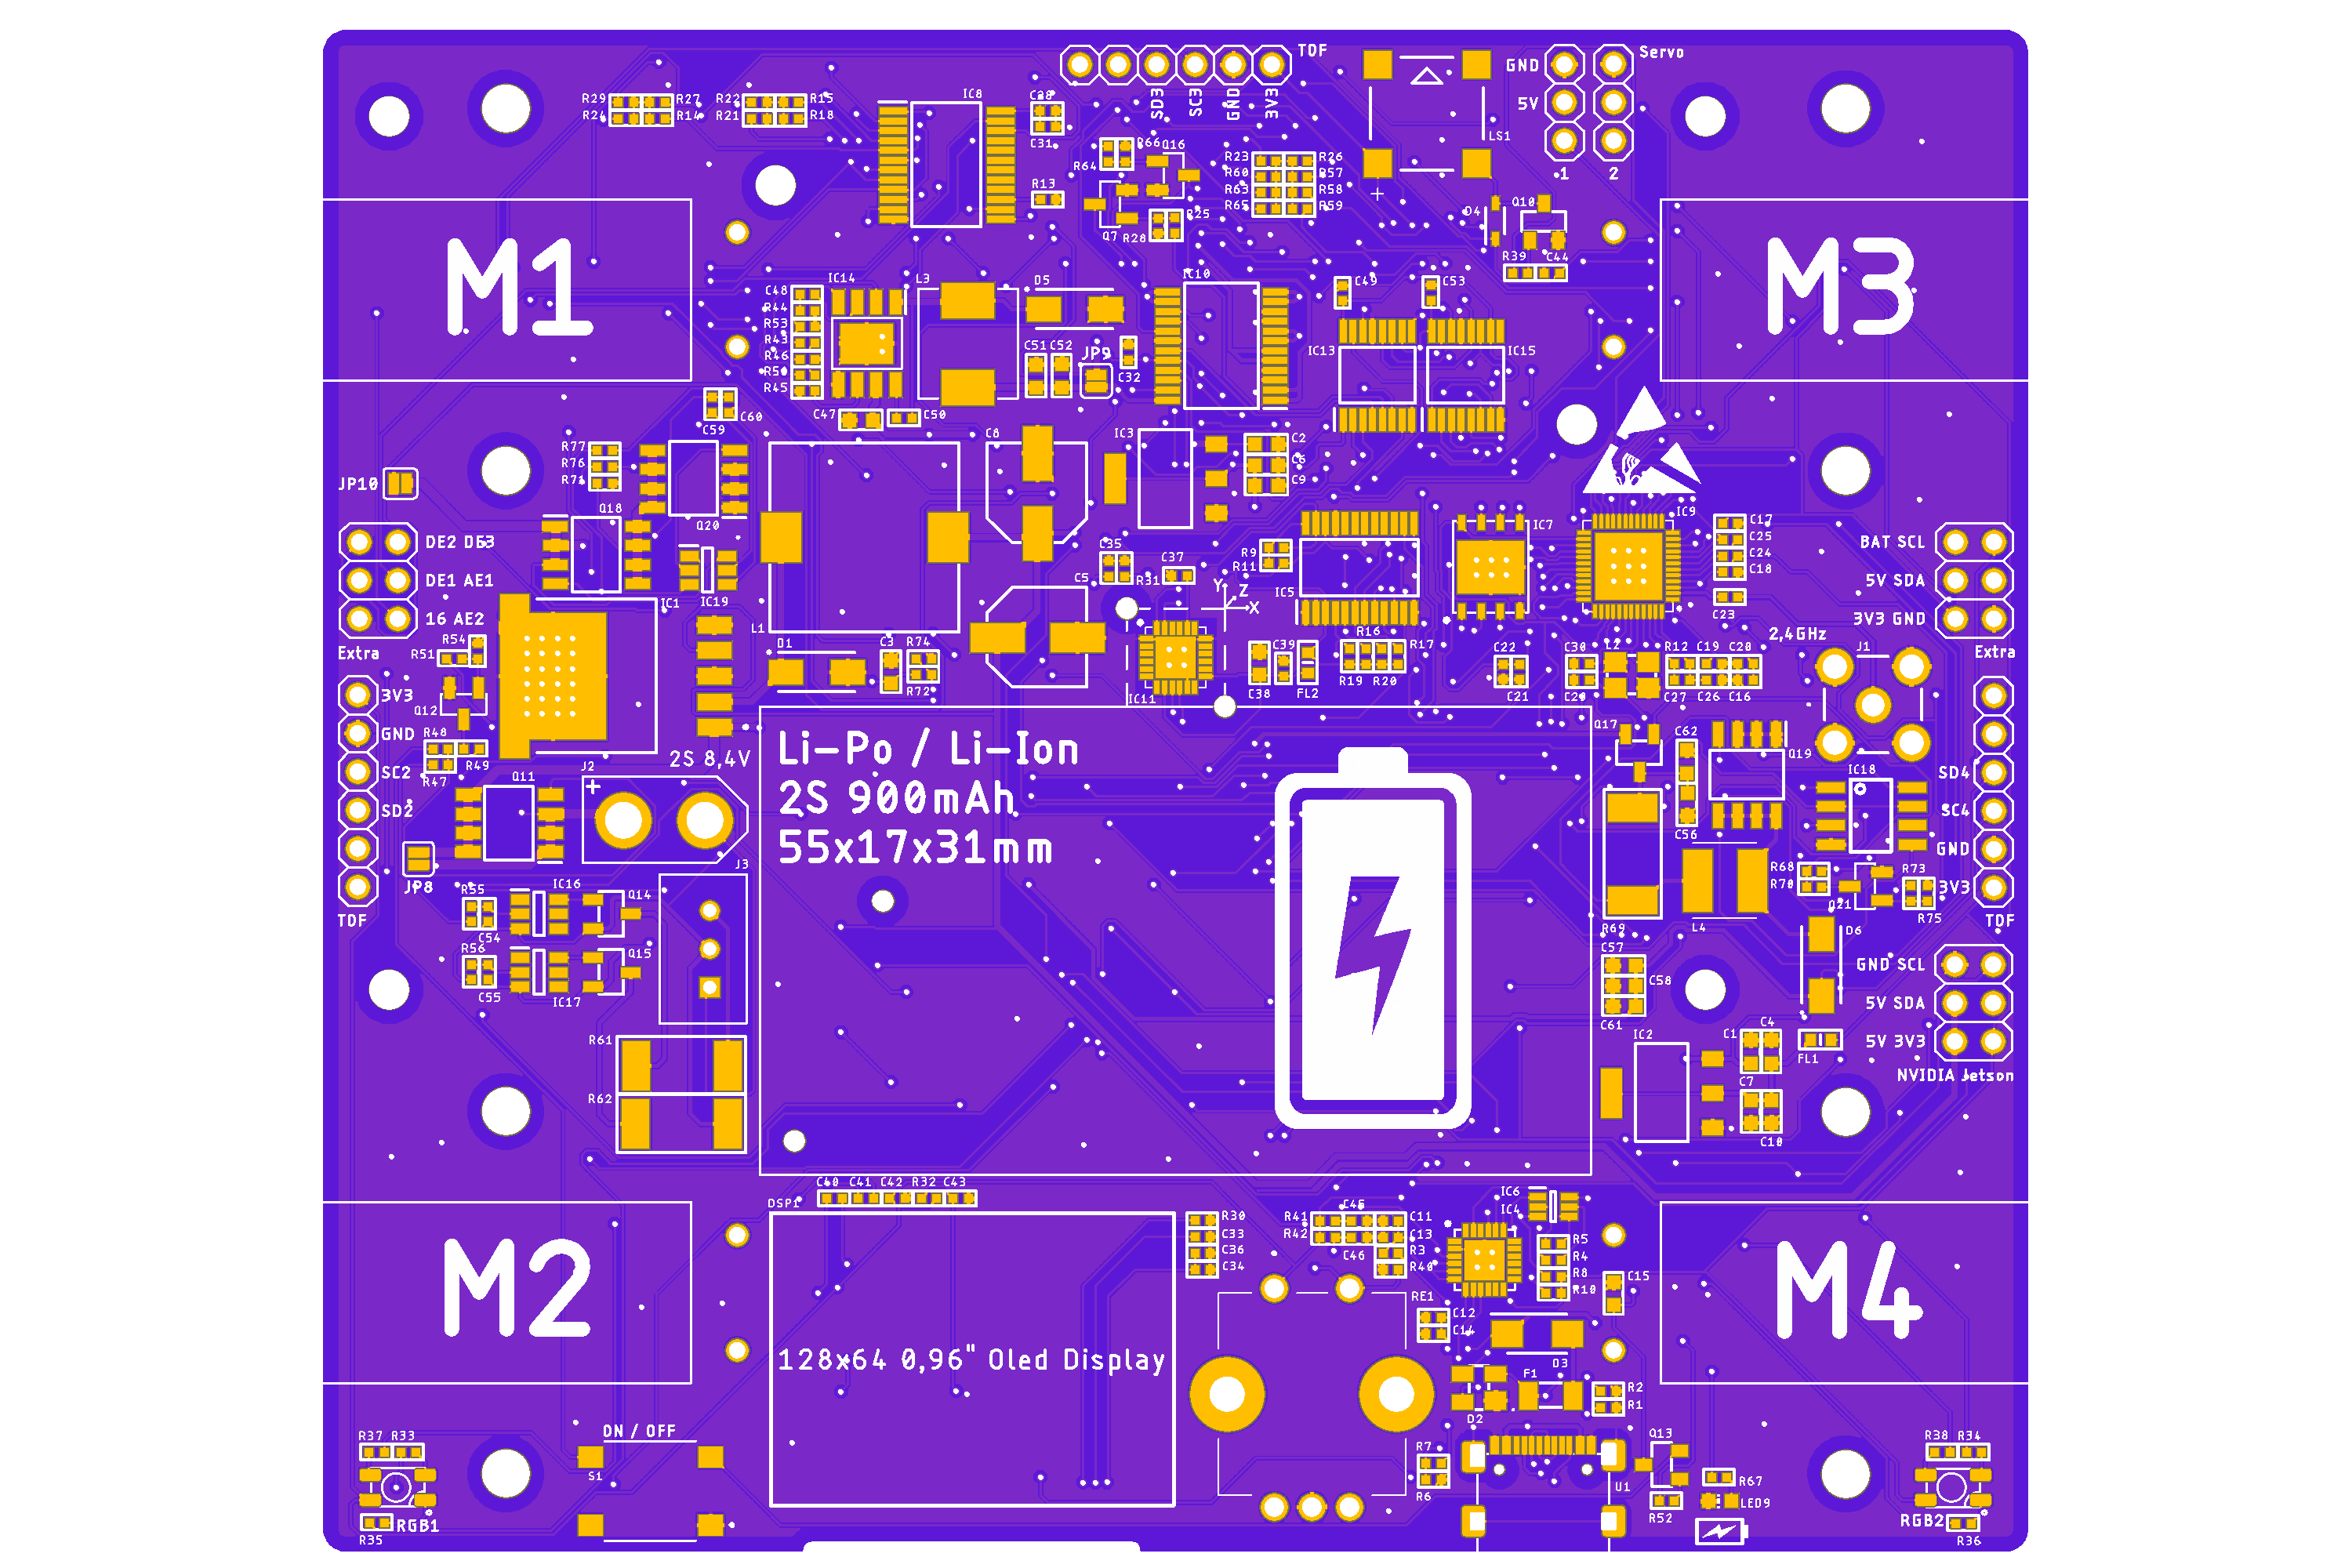 TOF
Servo
GND
5V
1
2
SD3
SC3
GND
3V3
LS1
R29
R27
R24
R14
R22
R15
R21
R18
IC8
C28
C31
R13
R66
Q16
R64
Q7
R28
R25
R23
R26
R60
R57
R63
R58
R65
R59
D4
Q10
R39
C44
M1
M3
C48
R44
R53
R43
R46
R50
R45
IC14
L3
D5
C51
C52
JP9
C32
IC10
C49
C53
IC13
IC15
C47
C50
C60
C59
R77
R76
R71
JP10
Q18
Q20
IC19
C8
IC3
C2
C6
C9
IC7
IC9
C17
C25
C24
C18
C23
DE2 DE3
DE1 AE1
16 AE2
Extra
BAT SCL
5V SDA
3V3 GND
Extra
IC1
L1
D1
C3
R74
R72
C5
C35
R31
C37
R9
R11
IC5
Y
Z
X
IC11
C38
C39
FL2
R16
R17
R19
R20
C22
C21
C30
C29
L2
R12
C19
C20
C27
C26
C16
2,4GHz
J1
R54
R51
Q12
R48
R49
R47
3V3
GND
SC2
SD2
TOF
JP8
Q11
J2
+
2S 8,4V
J3
Li-Po / Li-Ion
2S 900mAh
55x17x31mm
Q17
C62
C56
Q19
IC18
R69
L4
R68
R70
Q21
R73
R75
D6
SD4
SC4
GND
3V3
TOF
R55
C54
IC16
Q14
R56
C55
IC17
Q15
R61
R62
C57
C58
C61
IC2
C1
C4
C7
C10
FL1
GND SCL
5V SDA
5V 3V3
NVIDIA Jetson
M2
M4
DSP1
C40
C41
C42
R32
C43
R30
C33
C36
C34
128x64 0,96" Oled Display
R41
R42
C45
C46
C11
C13
R3
R40
IC6
IC4
R5
R4
R8
R10
C15
RE1
C12
C14
D3
D2
F1
R2
R1
R7
R6
U1
Q13
R67
LED9
R52
R37
R33
R35
RGB1
ON / OFF
S1
R38
R34
RGB2
R36